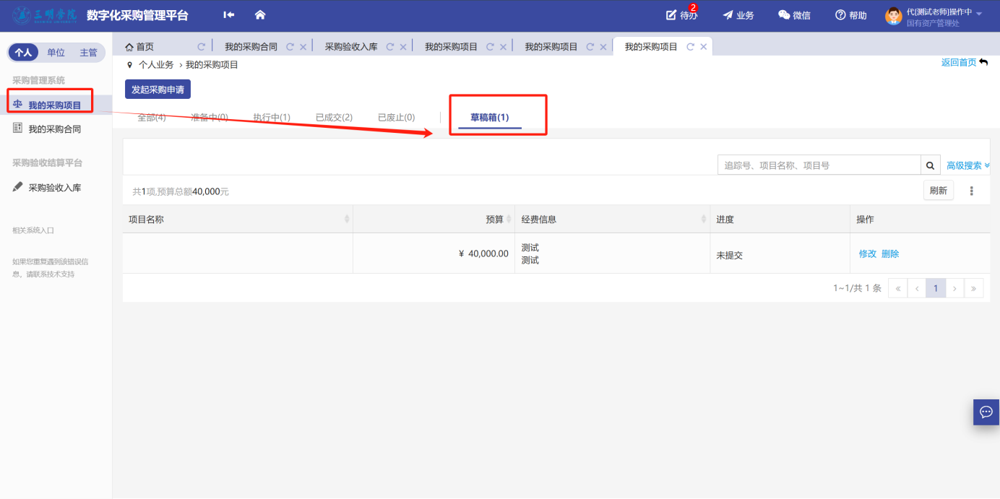 三明学院 数字化采购管理平台 待办 2 业务 微信 帮助 代[测试老师]操作中
国有资产管理处
个人 单位 主管
首页 我的采购合同 采购验收入库 我的采购项目 我的采购项目 我的采购项目
个人业务 › 我的采购项目 返回首页
采购管理系统
发起采购申请
我的采购项目
全部(4) 准备中(0) 执行中(1) 已成交(2) 已废止(0) 草稿箱(1)
我的采购合同
采购验收结算平台
追踪号、项目名称、项目号 高级搜索
采购验收入库
共1项,预算总额40,000元 刷新
项目名称 预算 经费信息 进度 操作
相关系统入口
¥ 40,000.00 测试 未提交 修改 删除
测试
如果您重复遇到该错误信
息，请联系技术支持
1~1/共 1 条 « ‹ 1 › »